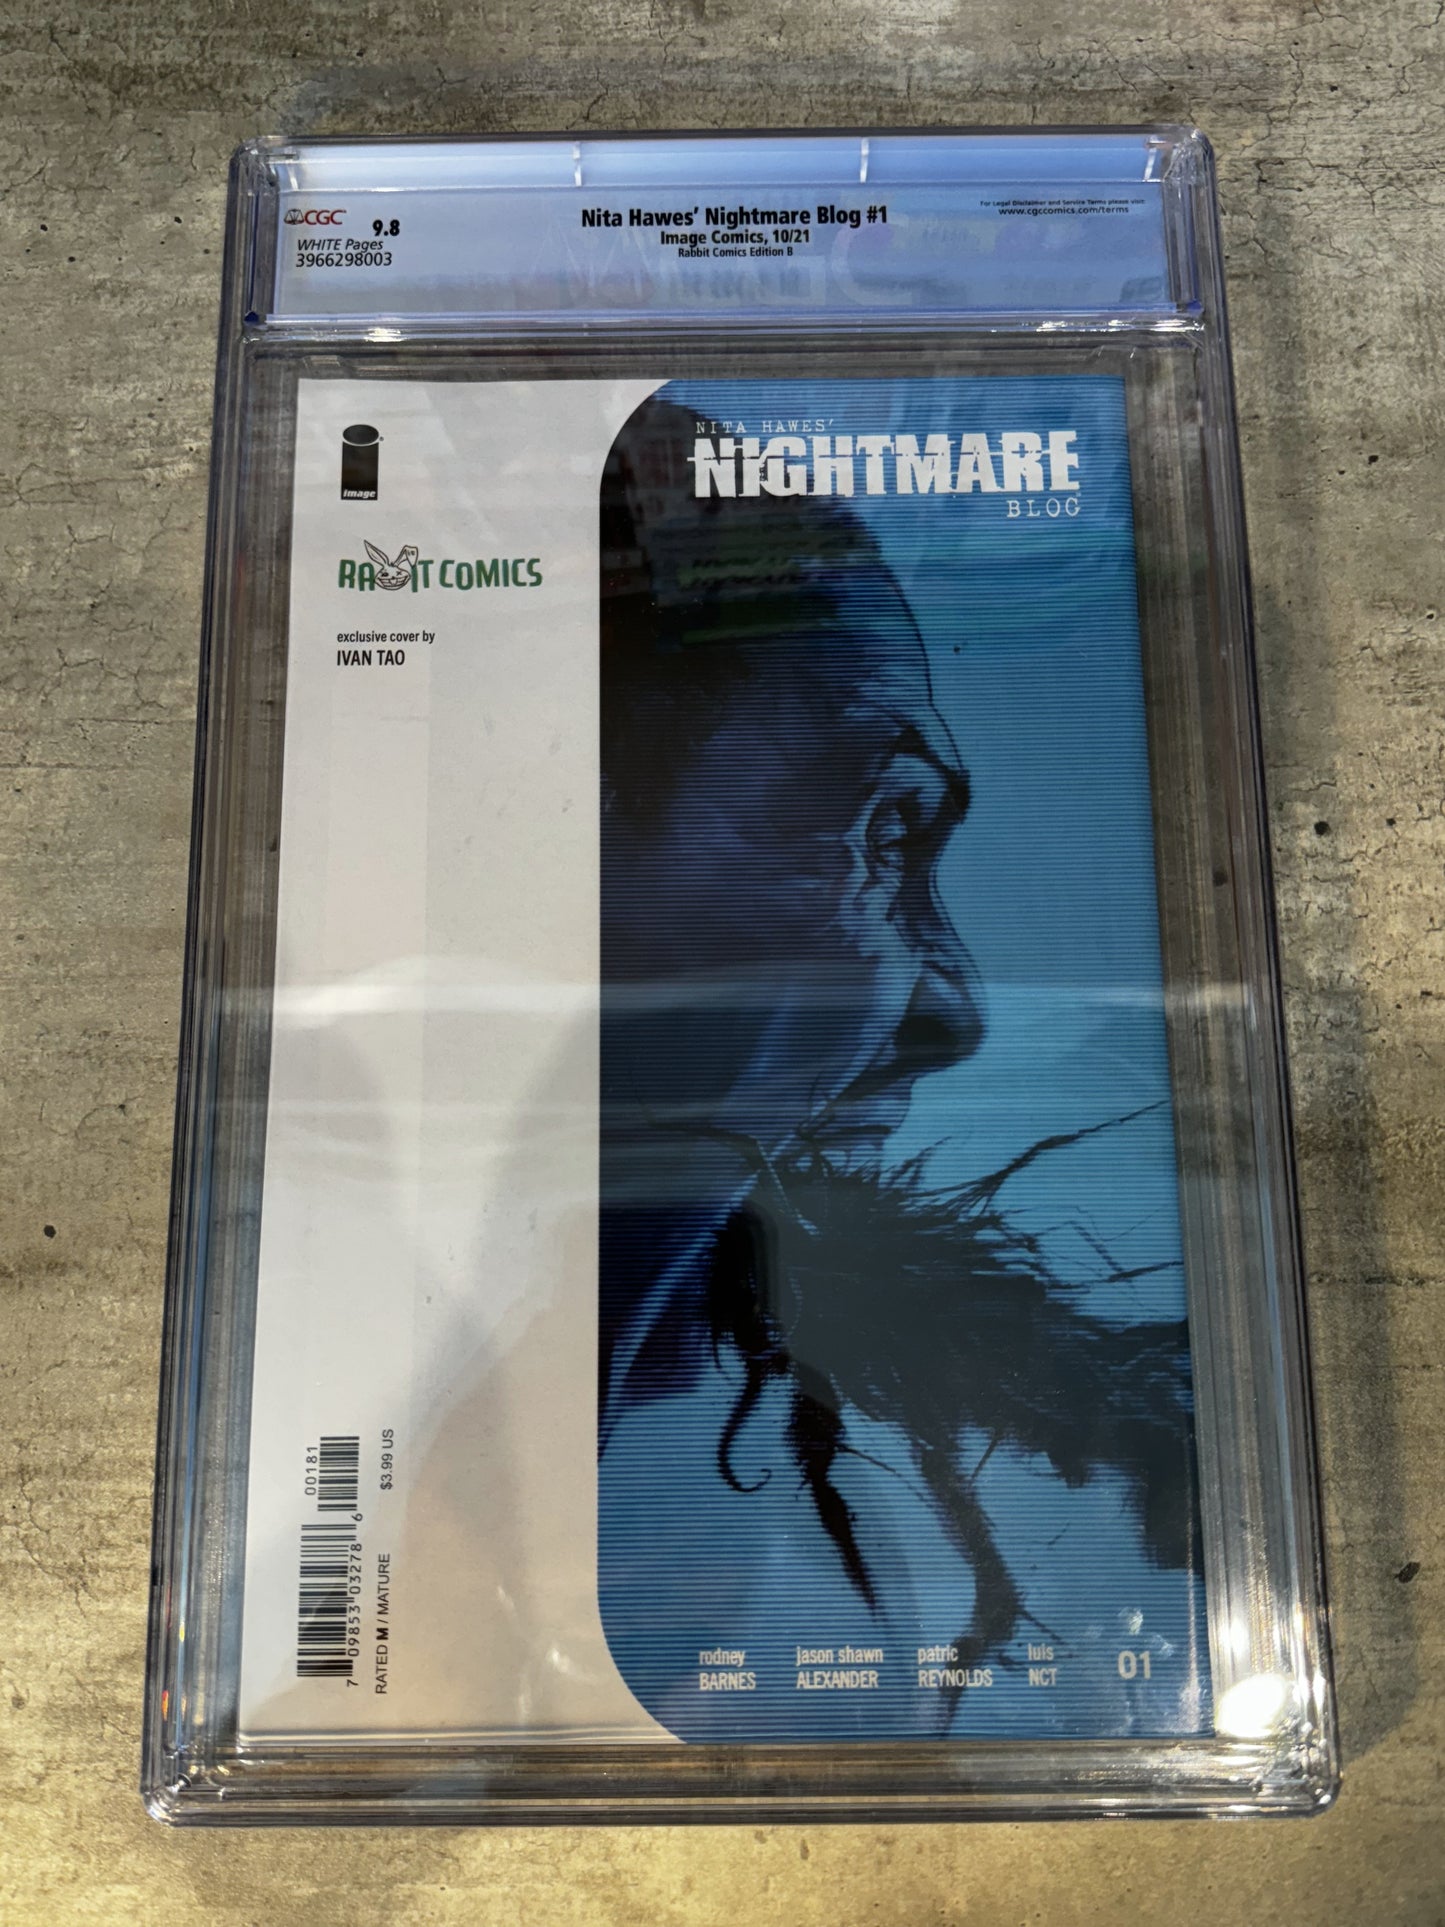 CGC 9.8
WHITE Pages
3966298003
Nita Hawes' Nightmare Blog #1
Image Comics, 10/21
Rabbit Comics Edition B
For Legal Disclaimer and Service Terms please visit:
www.cgccomics.com/terms
image
RABBIT COMICS
exclusive cover by
IVAN TAO
NITA HAWES'
NIGHTMARE
BLOG
00181
7 09853 03278 6
RATED M / MATURE $3.99 US
rodney jason shawn patric luis
BARNES ALEXANDER REYNOLDS NCT 01